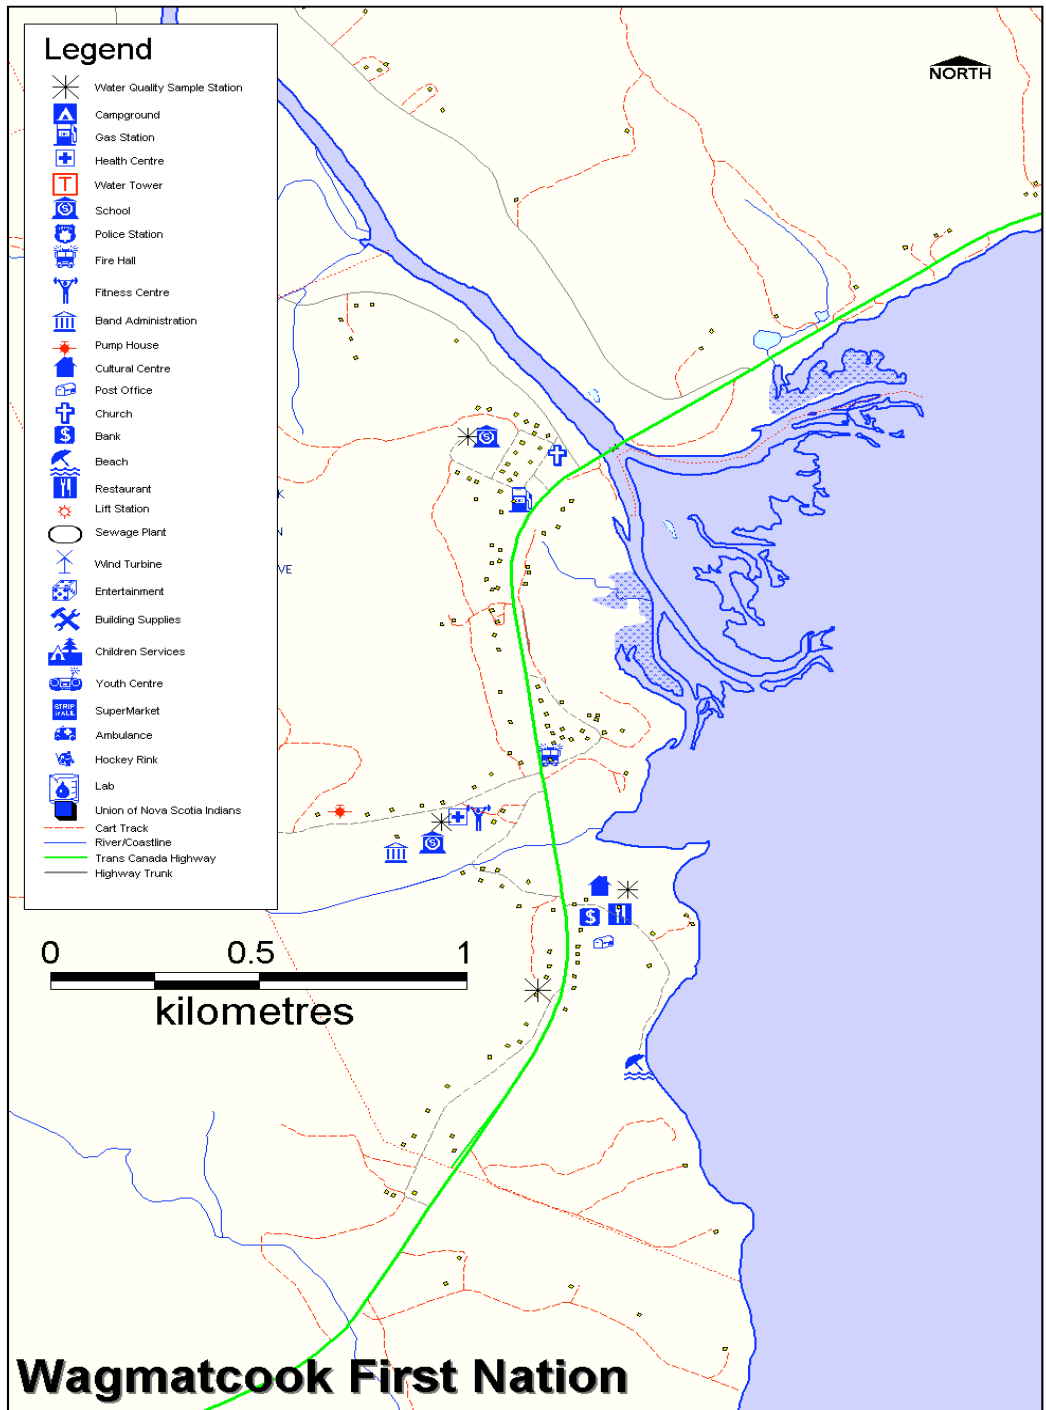 Legend
Water Quality Sample Station
Campground
Gas Station
Health Centre
T
Water Tower
S
School
Police Station
Fire Hall
Fitness Centre
Band Administration
Pump House
Cultural Centre
Post Office
Church
$
Bank
Beach
Restaurant
Lift Station
Sewage Plant
Wind Turbine
Entertainment
Building Supplies
Children Services
Youth Centre
STRIP
MALL
SuperMarket
Ambulance
Hockey Rink
Lab
Union of Nova Scotia Indians
Cart Track
River/Coastline
Trans Canada Highway
Highway Trunk
NORTH
S
K
N
VE
S
$
0 0.5 1
kilometres
Wagmatcook First Nation